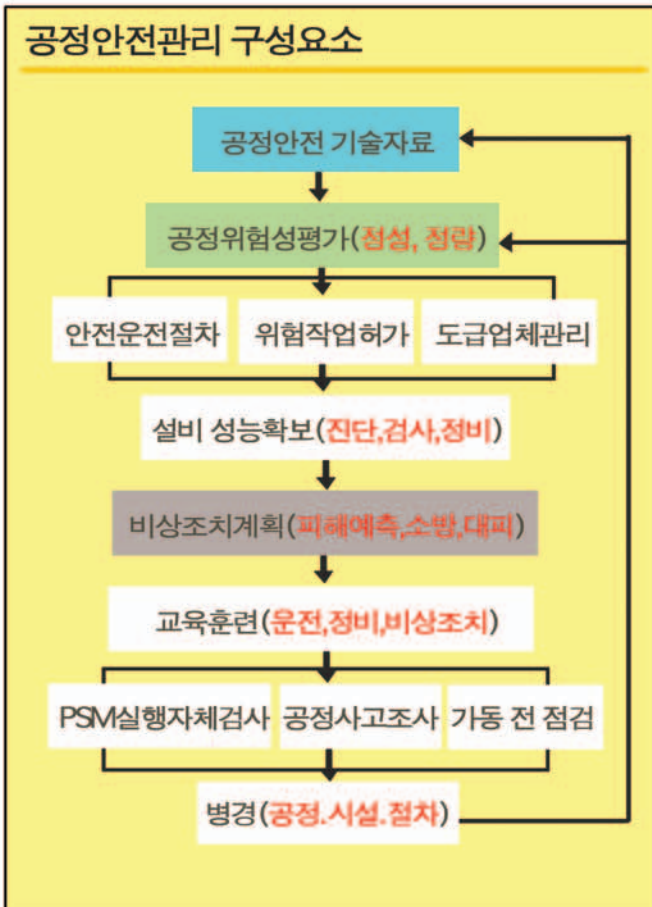 공정안전관리 구성요소
공정안전 기술자료
공정위험성평가(정성, 정량)
안전운전절차 위험작업허가 도급업체관리
설비 성능확보(진단,검사,정비)
비상조치계획(피해예측,소방,대피)
교육훈련(운전,정비,비상조치)
PSM실행자체검사 공정사고조사 가동 전 점검
병경(공정.시설.절차)